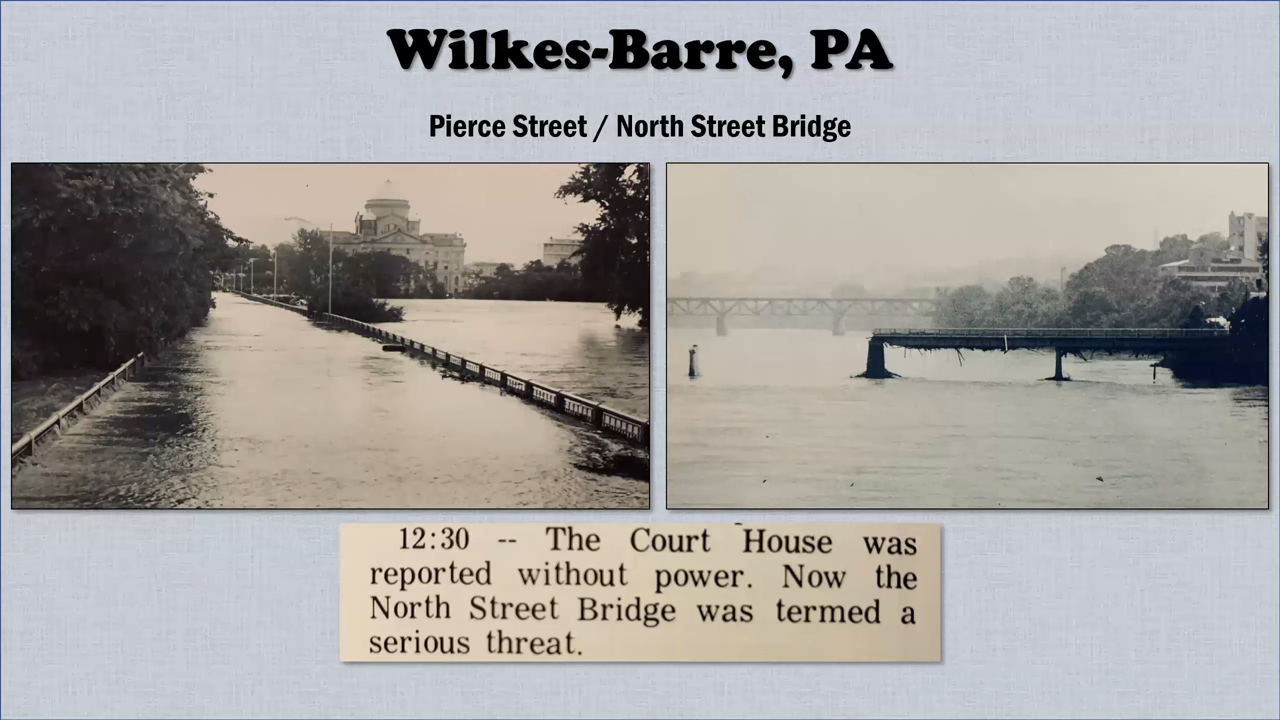 Wilkes-Barre, PA
Pierce Street / North Street Bridge
12:30 -- The Court House was
reported without power. Now the
North Street Bridge was termed a
serious threat.